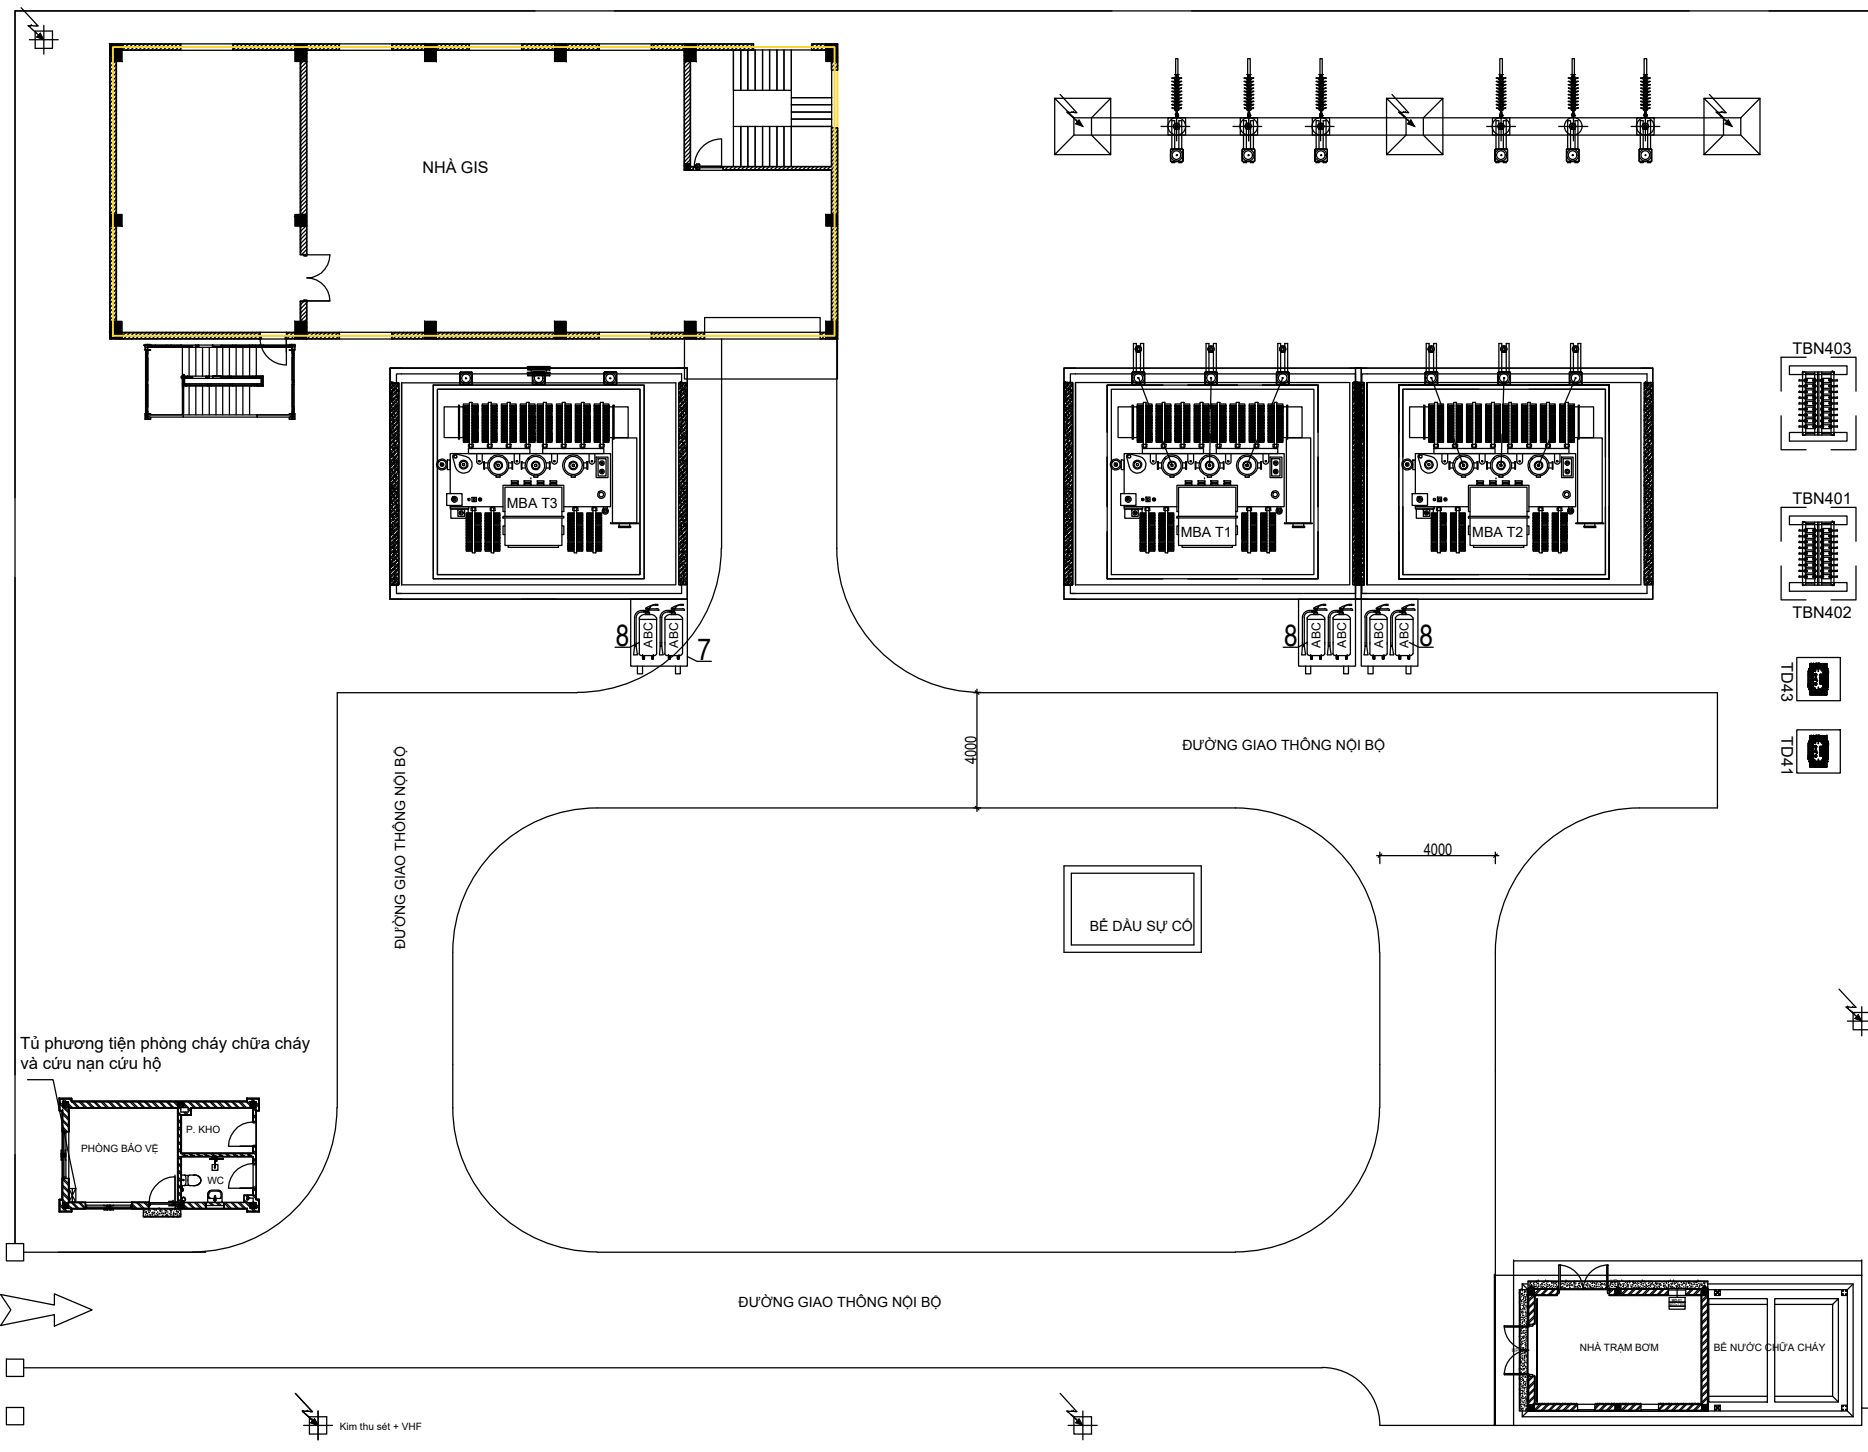 NHÀ GIS
TBN403
MBA T3
MBA T1
MBA T2
TBN401
TBN402
8
ABC
ABC
7
8
ABC
ABC
ABC
ABC
8
TD43
TD41
4000
ĐƯỜNG GIAO THÔNG NỘI BỘ
ĐƯỜNG GIAO THÔNG NỘI BỘ
4000
BỂ DẦU SỰ CỐ
Tủ phương tiện phòng cháy chữa cháy
và cứu nạn cứu hộ
P. KHO
PHÒNG BẢO VỆ
WC
ĐƯỜNG GIAO THÔNG NỘI BỘ
NHÀ TRẠM BƠM
BỂ NƯỚC CHỮA CHÁY
Kim thu sét + VHF